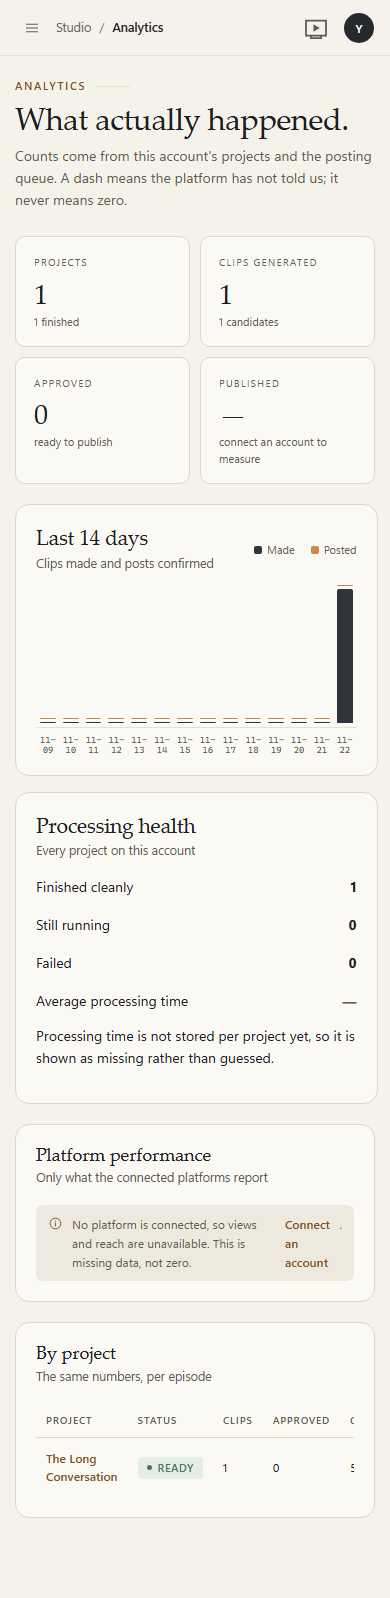 Studio / Analytics
Y
ANALYTICS
What actually happened.
Counts come from this account's projects and the posting
queue. A dash means the platform has not told us; it
never means zero.
PROJECTS
1
1 finished
CLIPS GENERATED
1
1 candidates
APPROVED
0
ready to publish
PUBLISHED
—
connect an account to
measure
Last 14 days
Clips made and posts confirmed
Made
Posted
11-09 11-10 11-11 11-12 11-13 11-14 11-15 11-16 11-17 11-18 11-19 11-20 11-21 11-22
Processing health
Every project on this account
Finished cleanly 1
Still running 0
Failed 0
Average processing time —
Processing time is not stored per project yet, so it is
shown as missing rather than guessed.
Platform performance
Only what the connected platforms report
No platform is connected, so views
and reach are unavailable. This is
missing data, not zero.
Connect
an
account
.
By project
The same numbers, per episode
PROJECT STATUS CLIPS APPROVED
The Long
Conversation
READY 1 0